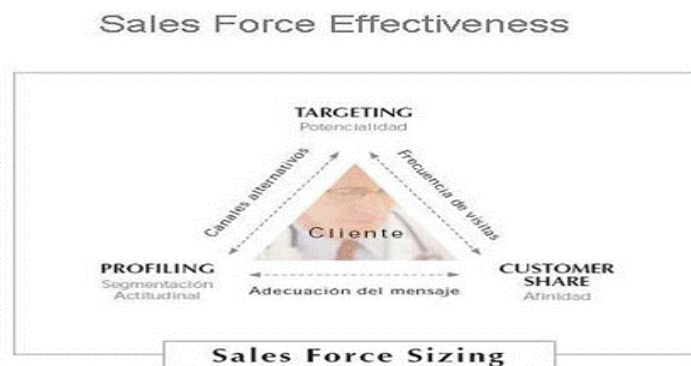 Sales Force Effectiveness
TARGETING
Potencialidad
Canales alternativos
Frecuencia de visitas
Cliente
PROFILING
Segmentación
Actitudinal
Adecuación del mensaje
CUSTOMER
SHARE
Afinidad
Sales Force Sizing